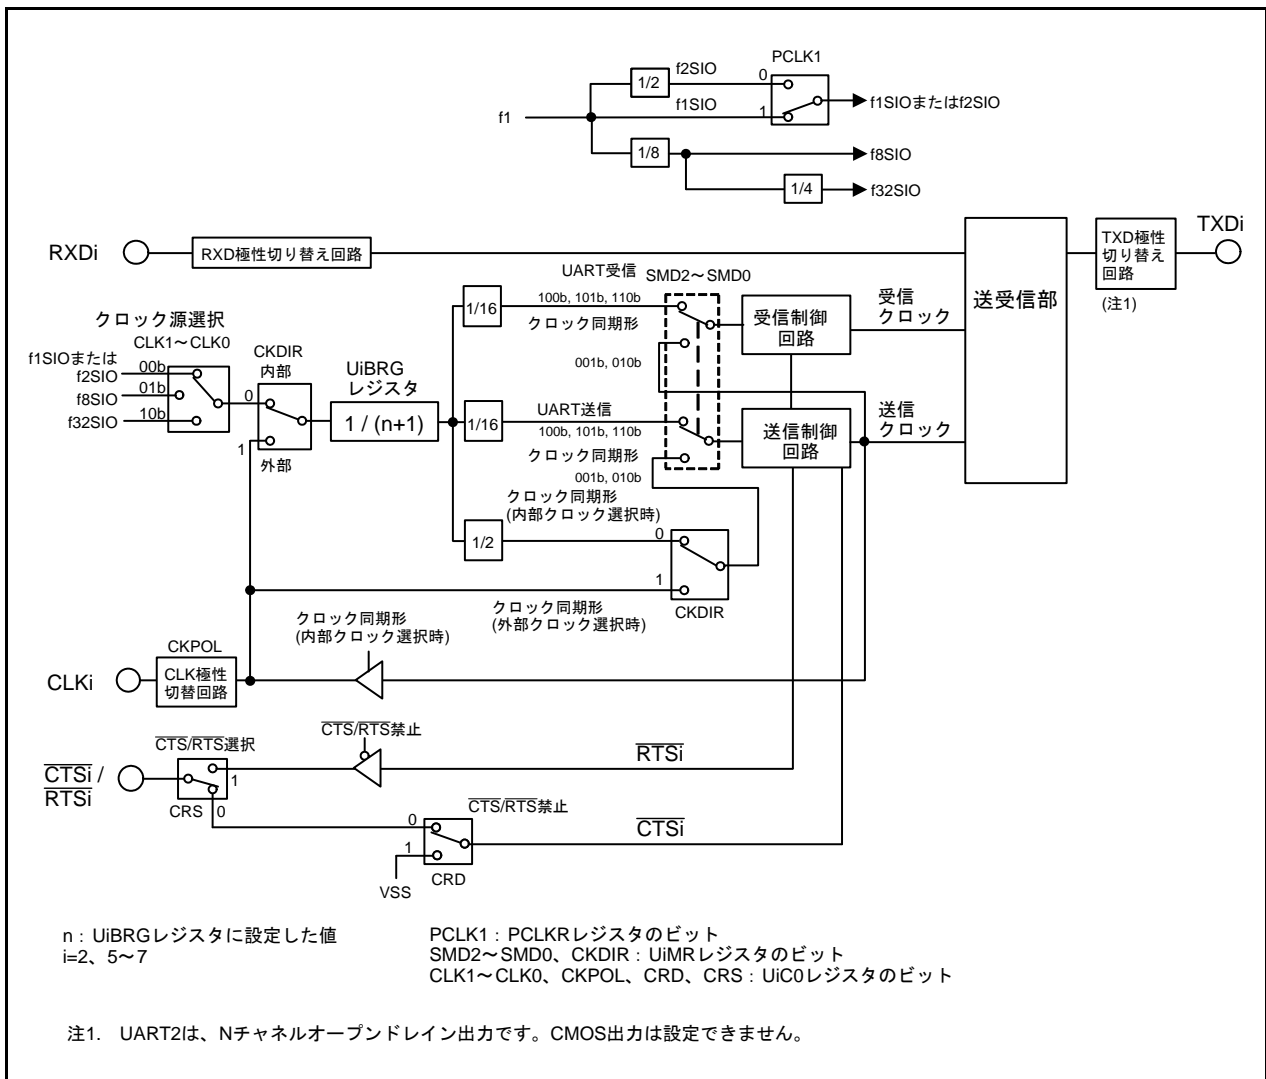 PCLK1
f2SIO
1/2
0
f1SIO
1
f1
f1SIOまたはf2SIO
1/8
f8SIO
1/4
f32SIO
RXDi
RXD極性切り替え回路
送受信部
TXD極性
切り替え
回路
(注1)
TXDi
UART受信
SMD2～SMD0
1/16
100b, 101b, 110b
クロック同期形
001b, 010b
受信制御
回路
受信
クロック
クロック源選択
CLK1～CLK0
f1SIOまたは
f2SIO
00b
f8SIO
01b
f32SIO
10b
CKDIR
内部
0
1
外部
UiBRG
レジスタ
1 / (n+1)
1/16
UART送信
100b, 101b, 110b
クロック同期形
001b, 010b
送信制御
回路
送信
クロック
クロック同期形
(内部クロック選択時)
1/2
0
1
CKDIR
クロック同期形
(外部クロック選択時)
クロック同期形
(内部クロック選択時)
CKPOL
CLKi
CLK極性
切替回路
CTS/RTS禁止
CTS/RTS選択
RTSi
CTSi /
RTSi
1
CRS
0
CTS/RTS禁止
0
1
CTSi
VSS
CRD
n : UiBRGレジスタに設定した値
i=2、5～7
PCLK1 : PCLKRレジスタのビット
SMD2～SMD0、CKDIR : UiMRレジスタのビット
CLK1～CLK0、CKPOL、CRD、CRS : UiC0レジスタのビット
注1. UART2は、Nチャネルオープンドレイン出力です。CMOS出力は設定できません。